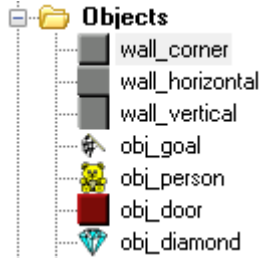 Objects
wall_corner
wall_horizontal
wall_vertical
obj_goal
obj_person
obj_door
obj_diamond